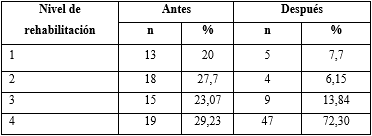 Nivel de rehabilitación Antes Después
n % n %
1 13 20 5 7,7
2 18 27,7 4 6,15
3 15 23,07 9 13,84
4 19 29,23 47 72,30